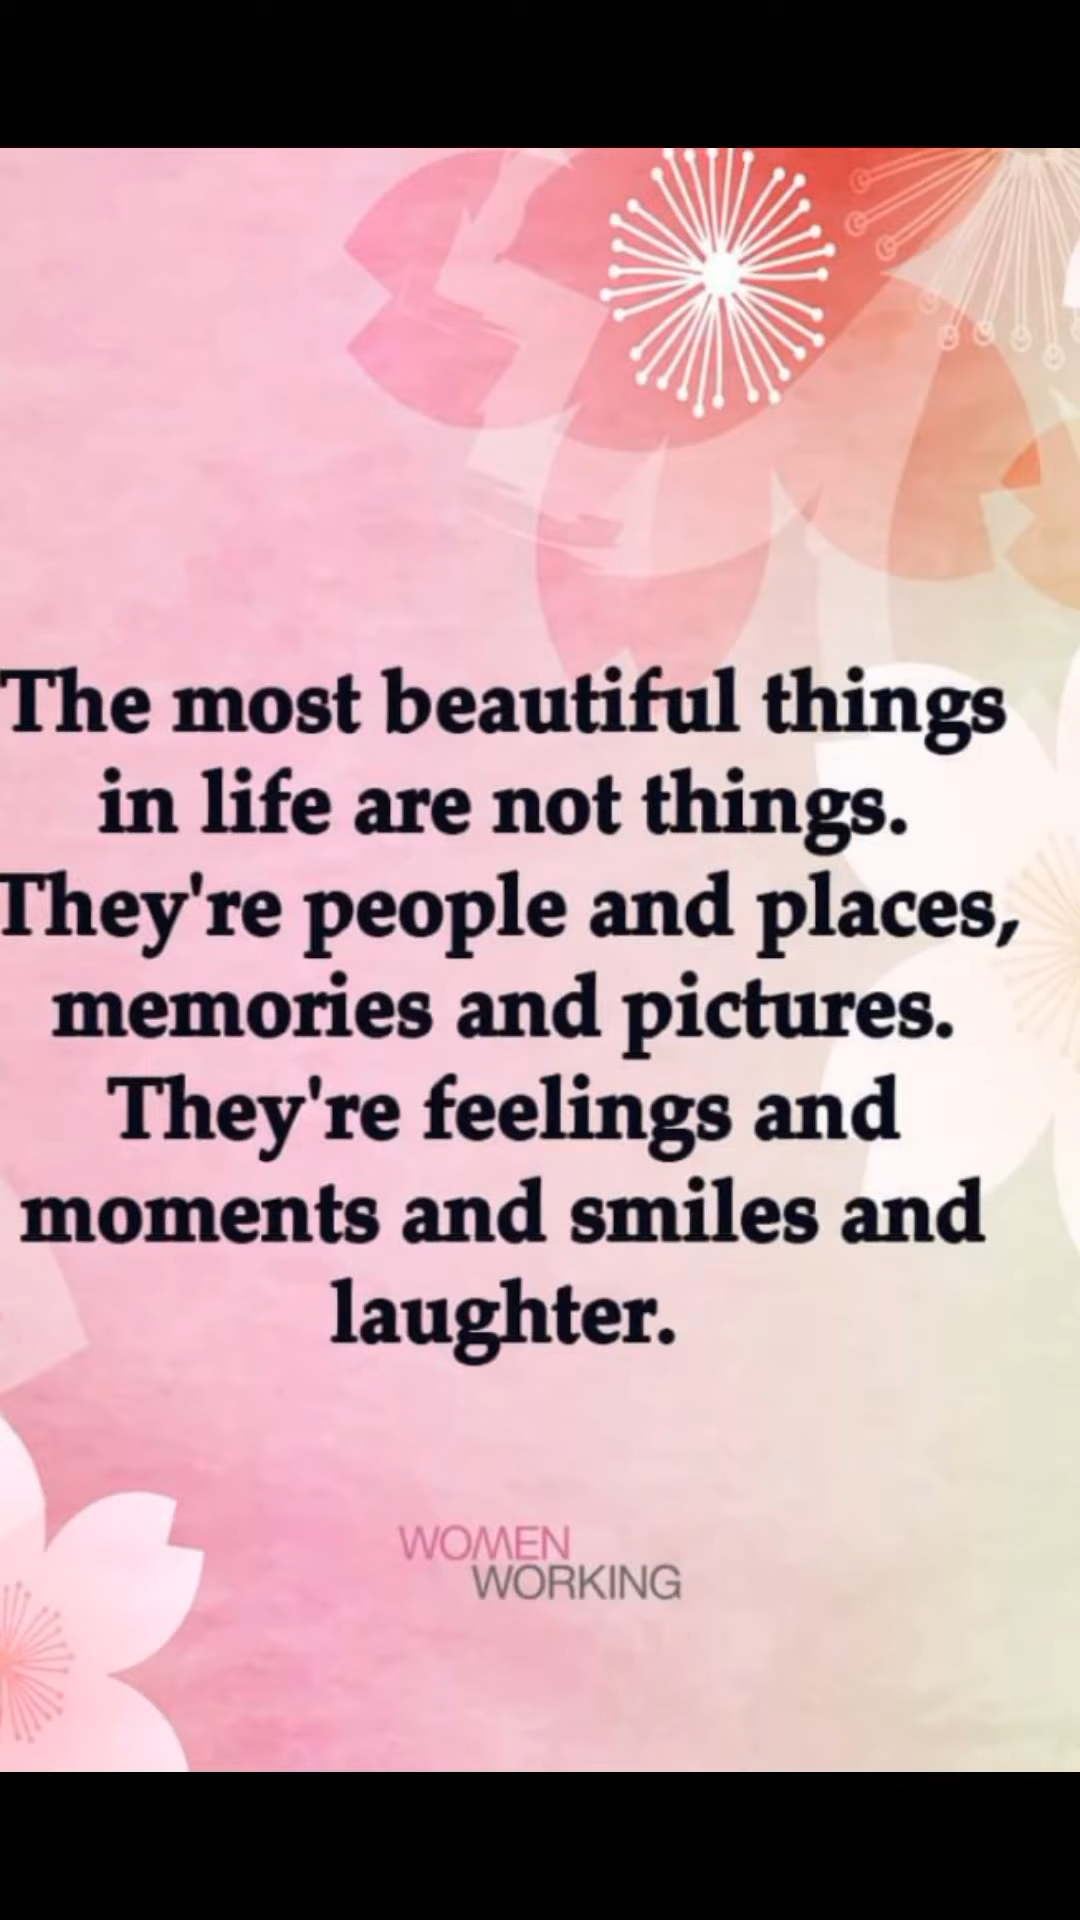 The most beautiful things
in life are not things.
They're people and places,
memories and pictures.
They're feelings and
moments and smiles and
laughter.
WOMEN
WORKING